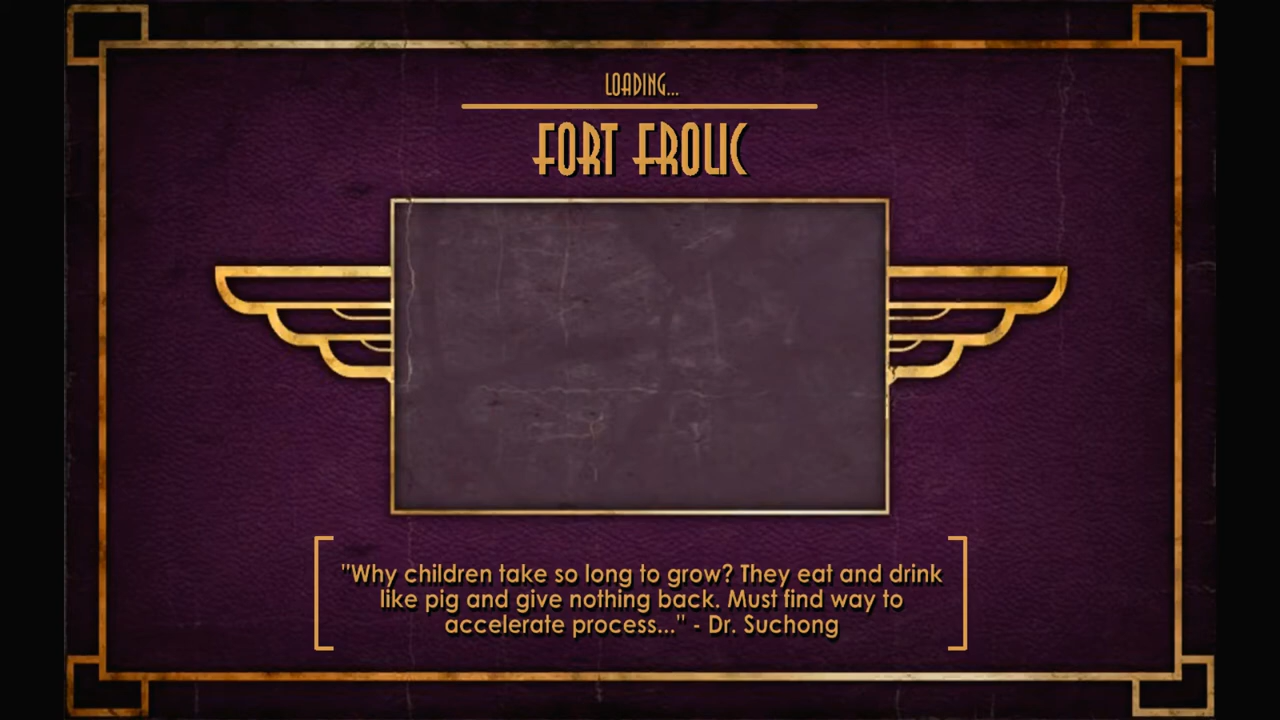 LOADING...
FORT FROLIC
"Why children take so long to grow? They eat and drink
like pig and give nothing back. Must find way to
accelerate process..." - Dr. Suchong